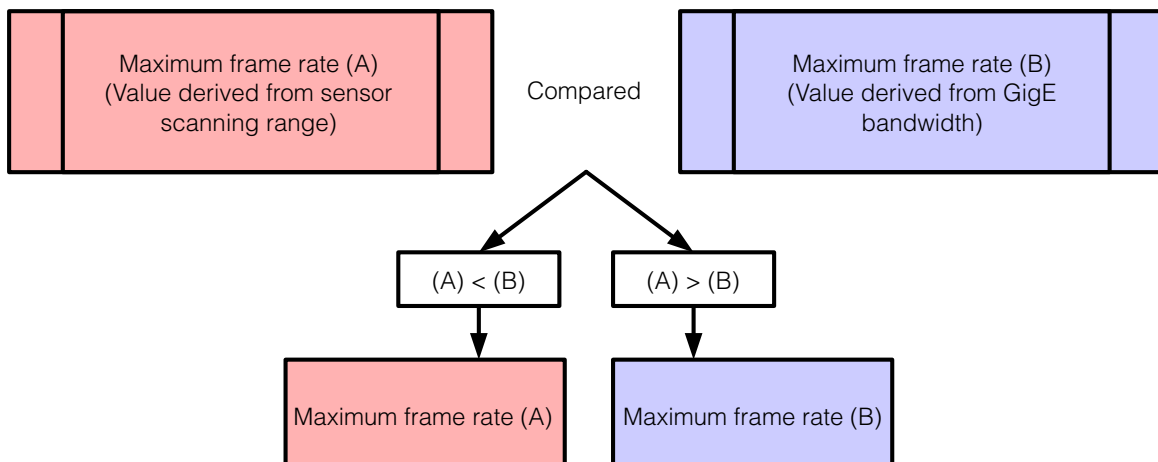 Maximum frame rate (A)
(Value derived from sensor
scanning range)
Compared
Maximum frame rate (B)
(Value derived from GigE
bandwidth)
(A) < (B)
(A) > (B)
Maximum frame rate (A)
Maximum frame rate (B)